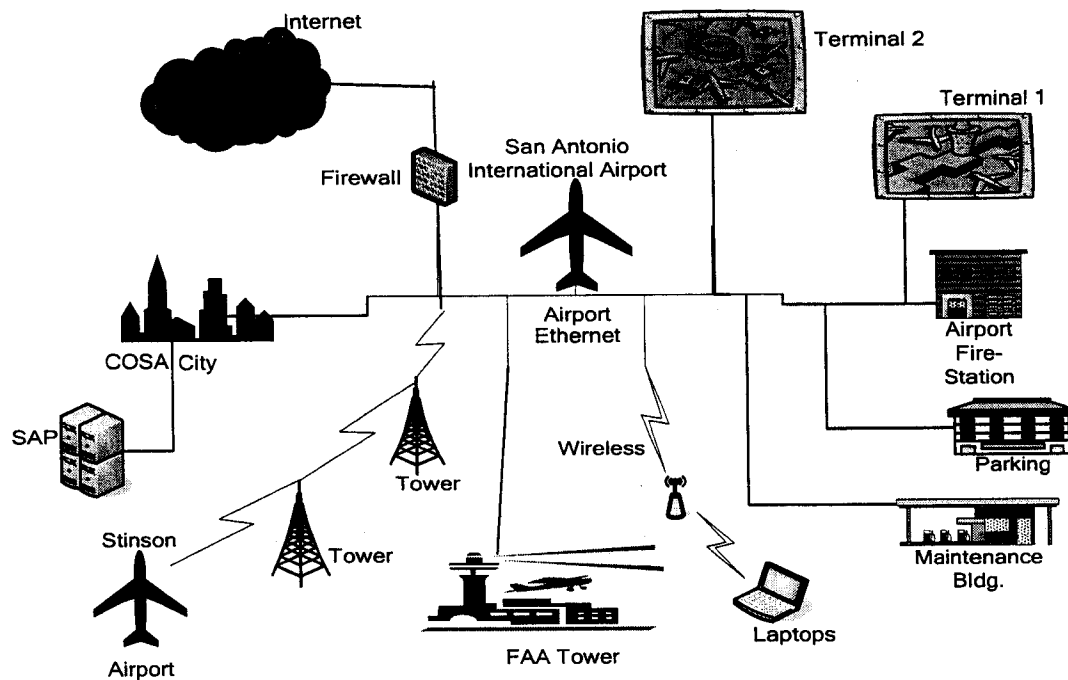 Internet
Terminal 2
Terminal 1
San Antonio
International Airport
Firewall
Airport
Ethernet
COSA City
Airport
Fire-
Station
SAP
Wireless
Tower
Parking
Stinson
Tower
Maintenance
Bldg.
Laptops
FAA Tower
Airport